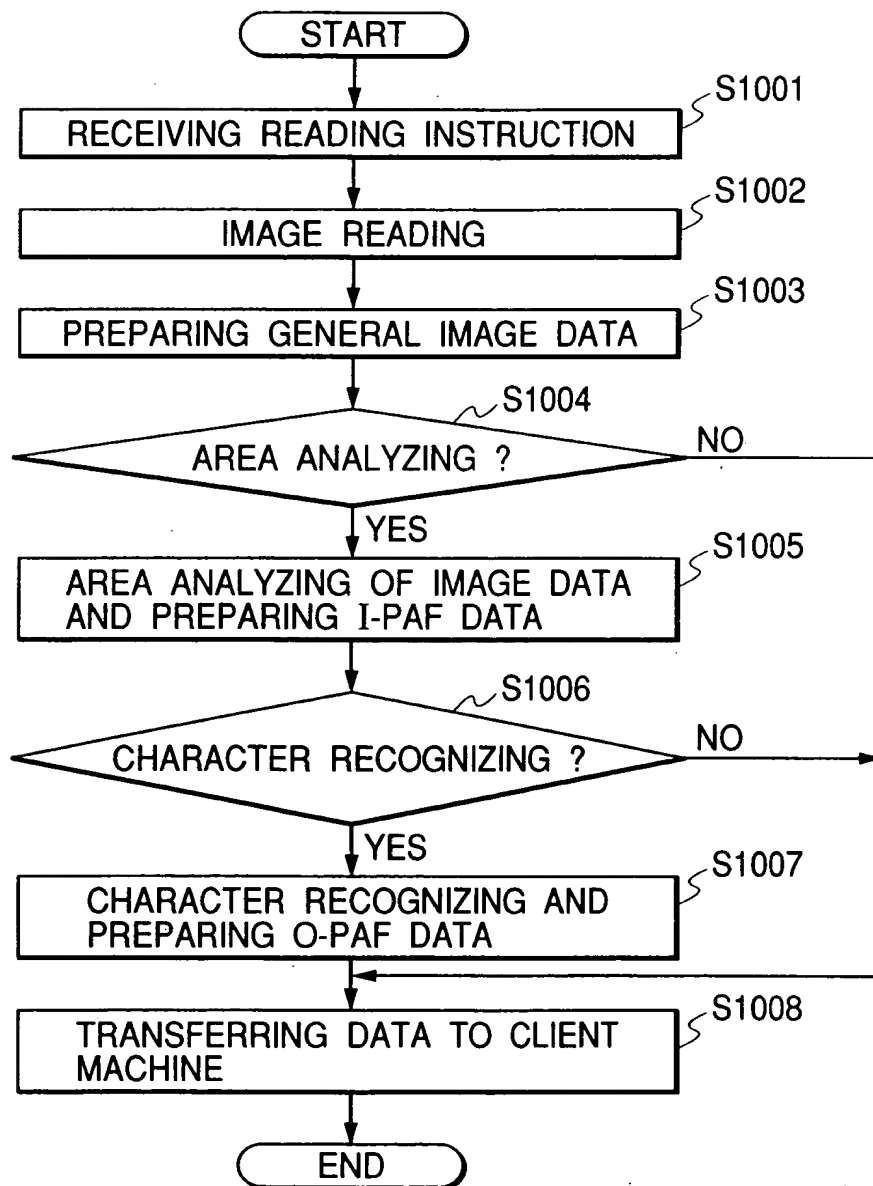 START
S1001
RECEIVING READING INSTRUCTION
S1002
IMAGE READING
S1003
PREPARING GENERAL IMAGE DATA
S1004
AREA ANALYZING ?
NO
YES
S1005
AREA ANALYZING OF IMAGE DATA
AND PREPARING I-PAF DATA
S1006
CHARACTER RECOGNIZING ?
NO
YES
S1007
CHARACTER RECOGNIZING AND
PREPARING O-PAF DATA
S1008
TRANSFERRING DATA TO CLIENT
MACHINE
END